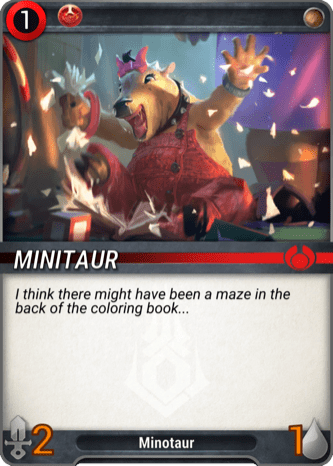 1
MINITAUR
I think there might have been a maze in the
back of the coloring book...
2
Minotaur
1